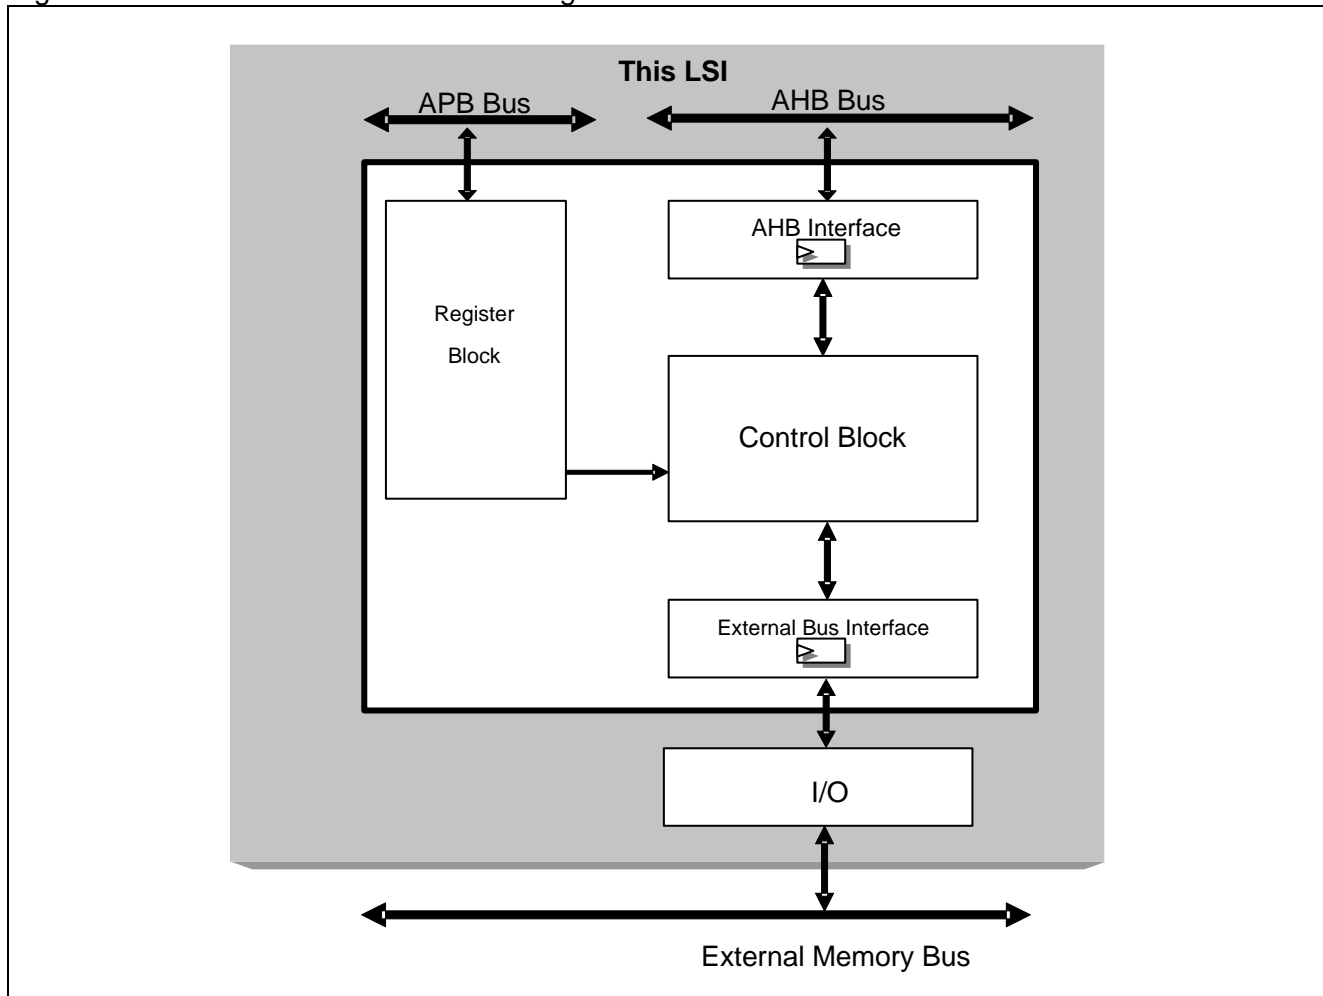 This LSI
APB Bus
AHB Bus
AHB Interface
Register
Block
Control Block
External Bus Interface
I/O
External Memory Bus